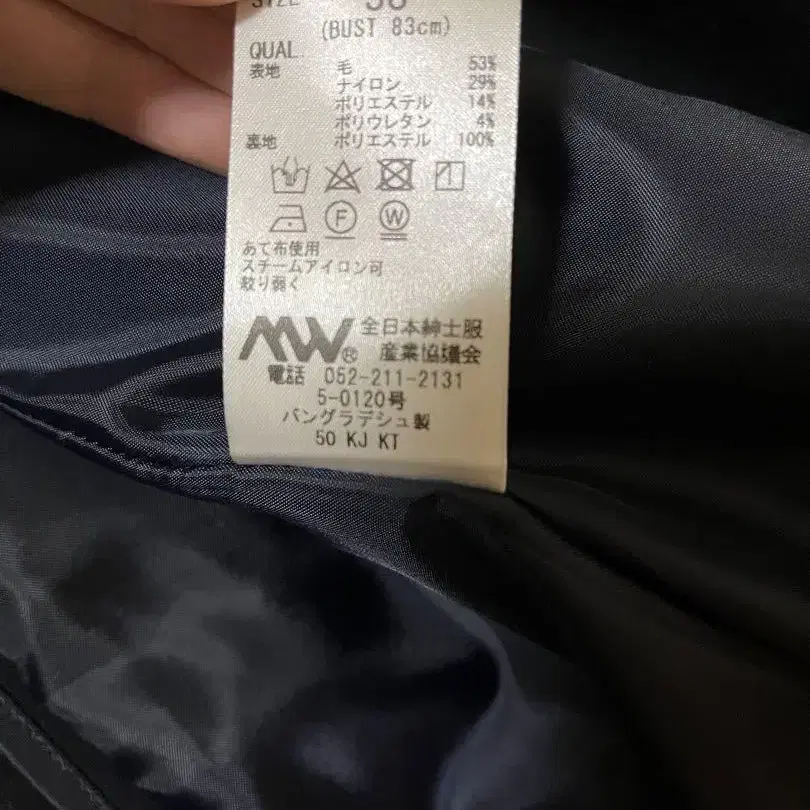 SIZE
(BUST 83cm)
QUAL.
表地 毛 53%
ナイロン 29%
ポリエステル 14%
ポリウレタン 4%
裏地 ポリエステル 100%
F W
あて布使用
スチームアイロン可
絞り弱く
MW® 全日本紳士服
産業協議会
電話 052-211-2131
5-0120号
バングラデシュ製
50 KJ KT